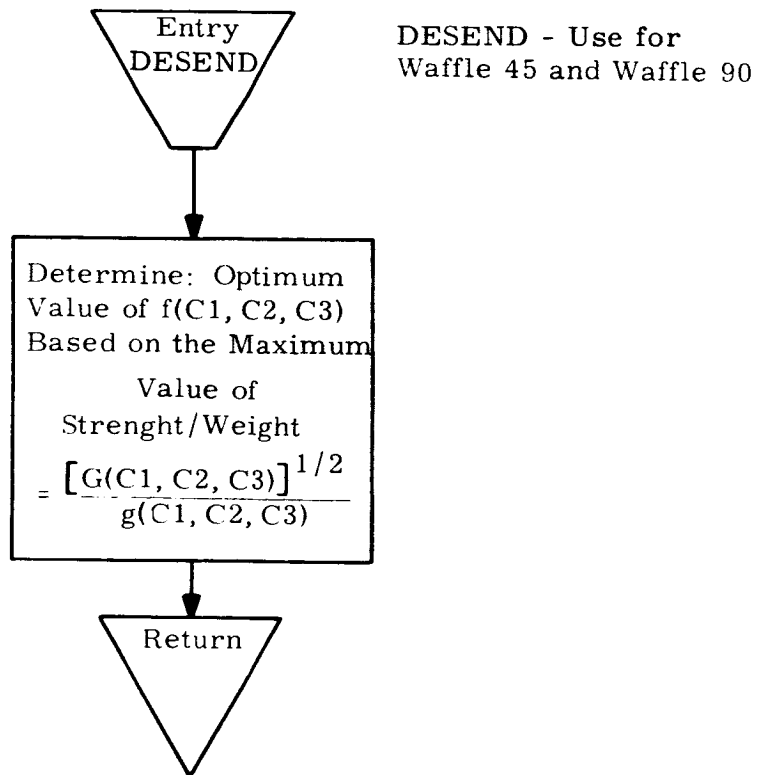 Entry
DESEND
DESEND - Use for
Waffle 45 and Waffle 90
Determine: Optimum
Value of f(C1, C2, C3)
Based on the Maximum
Value of
Strenght/Weight
= [G(C1, C2, C3)]^1/2
g(C1, C2, C3)
Return